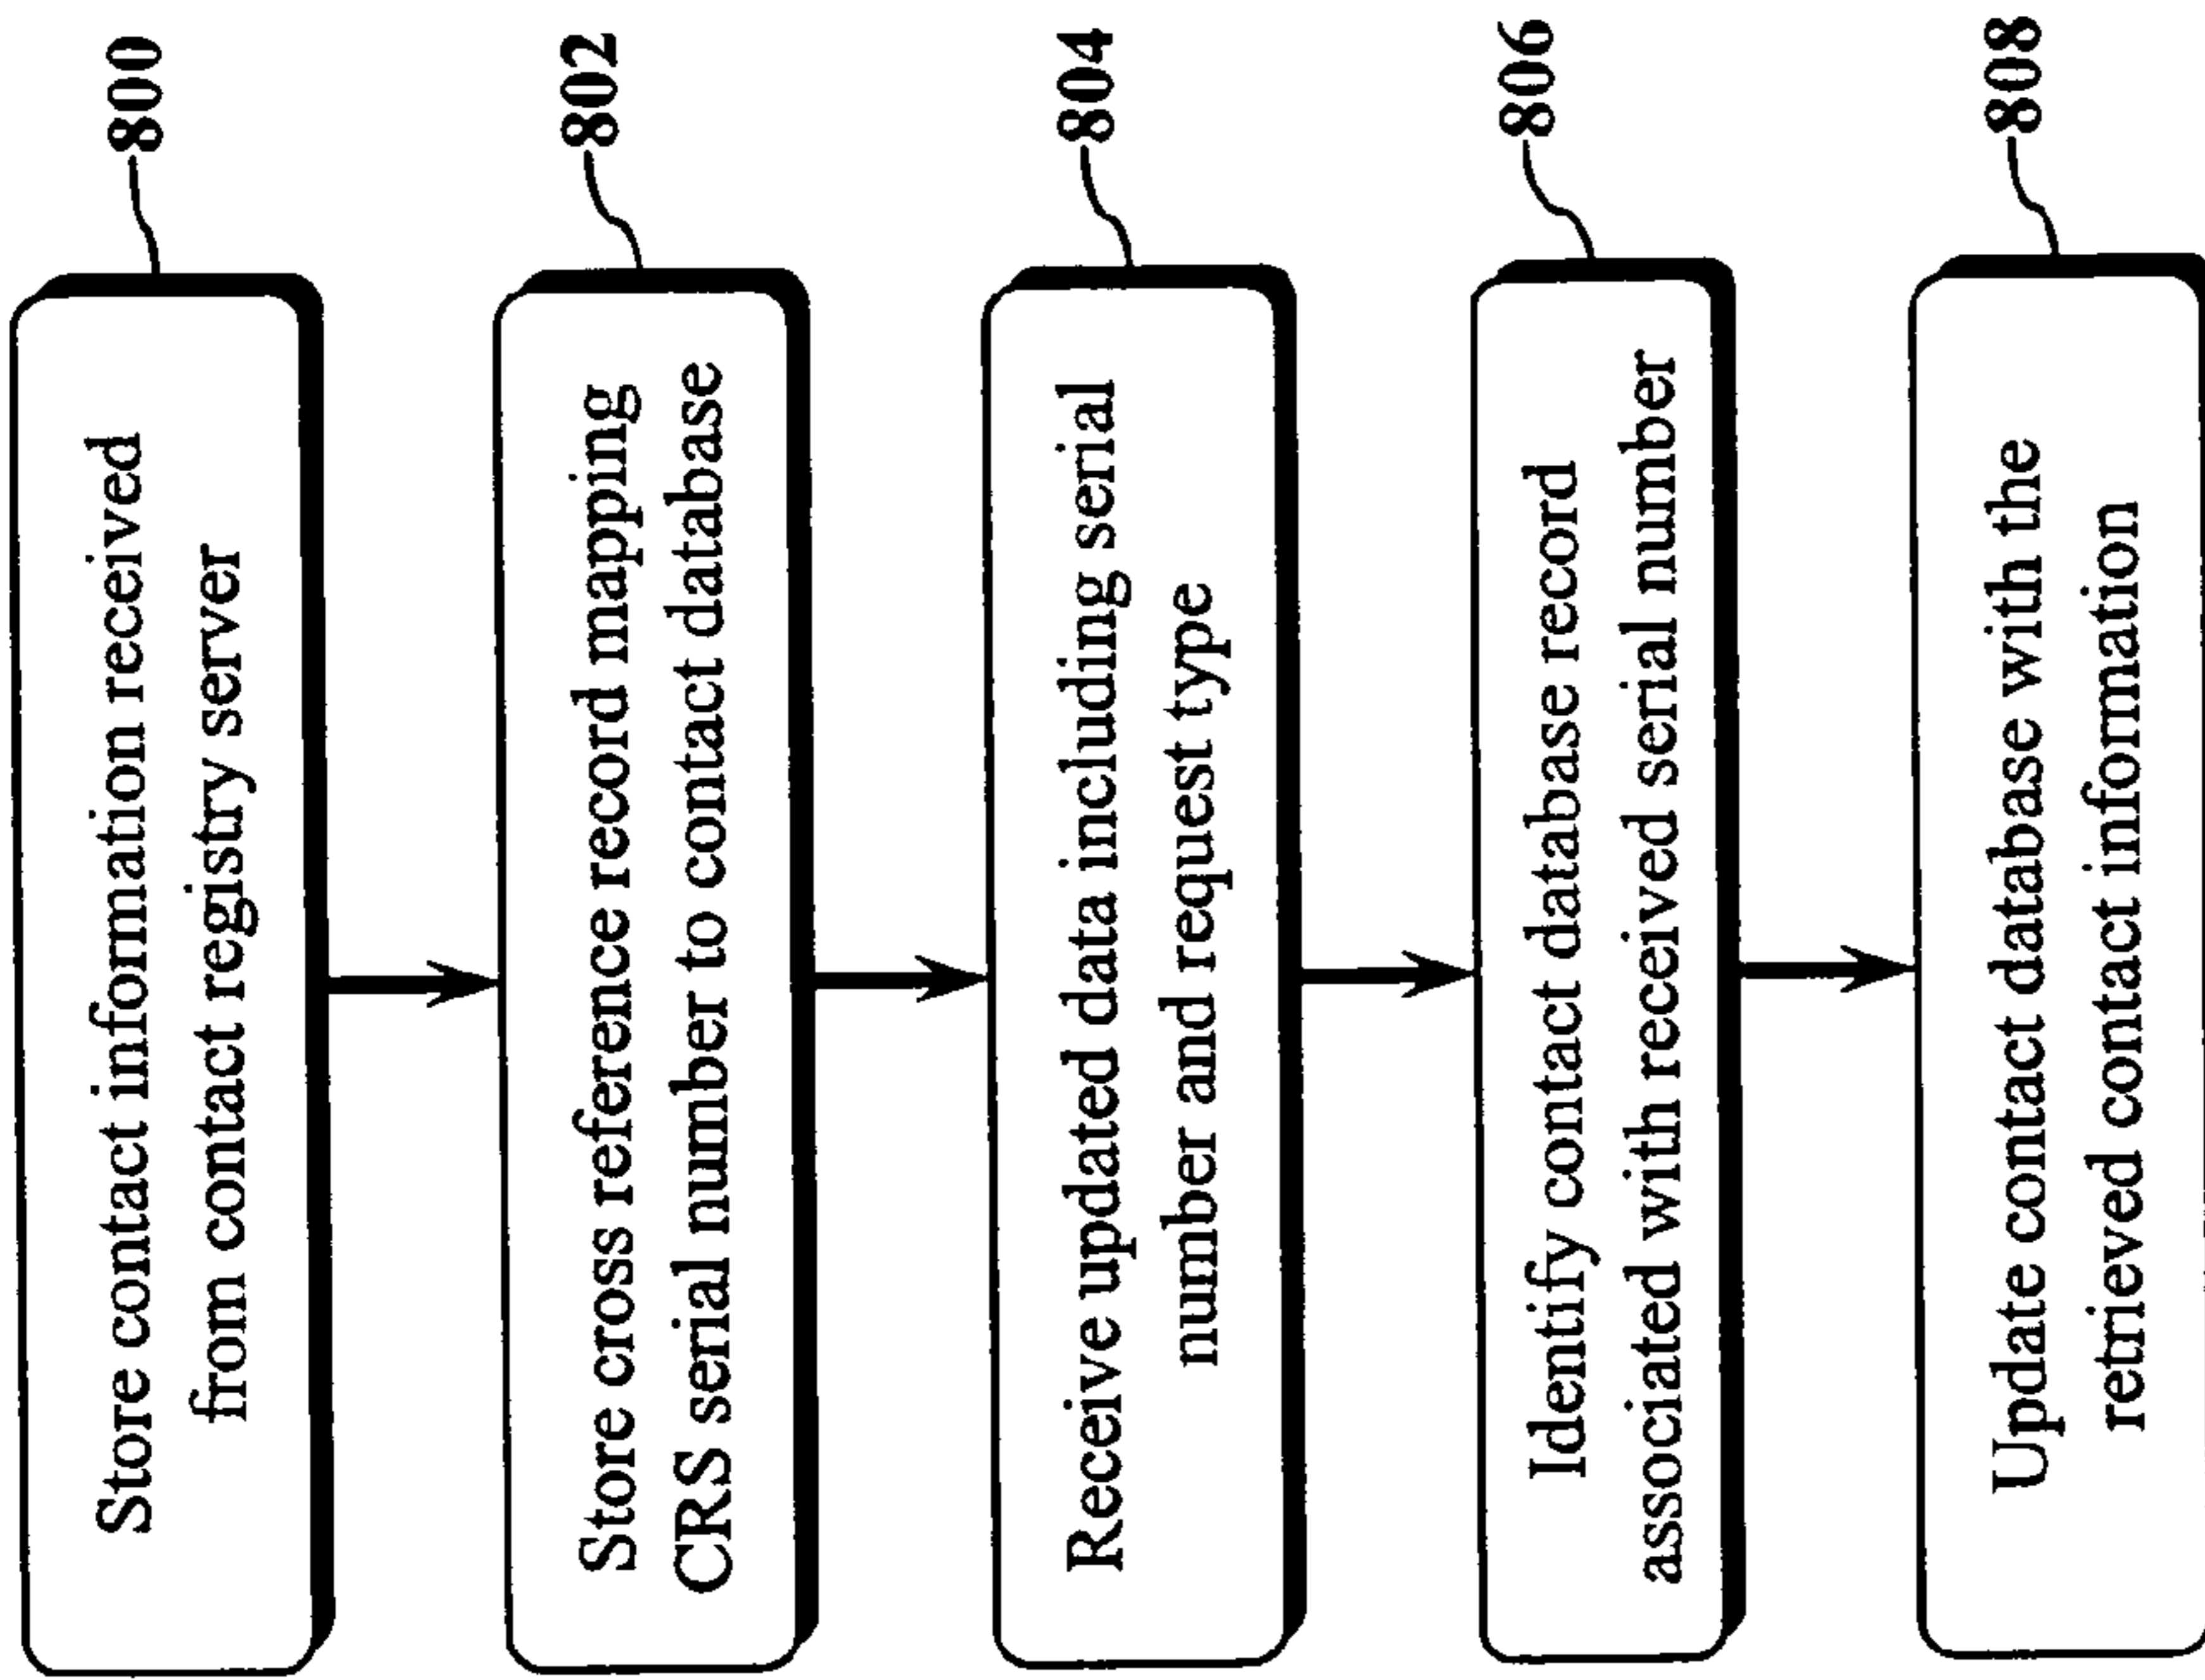 Store contact information received
from contact registry server
800
Store cross reference record mapping
CRS serial number to contact database
802
Receive updated data including serial
number and request type
804
Identify contact database record
associated with received serial number
806
Update contact database with the
retrieved contact information
808